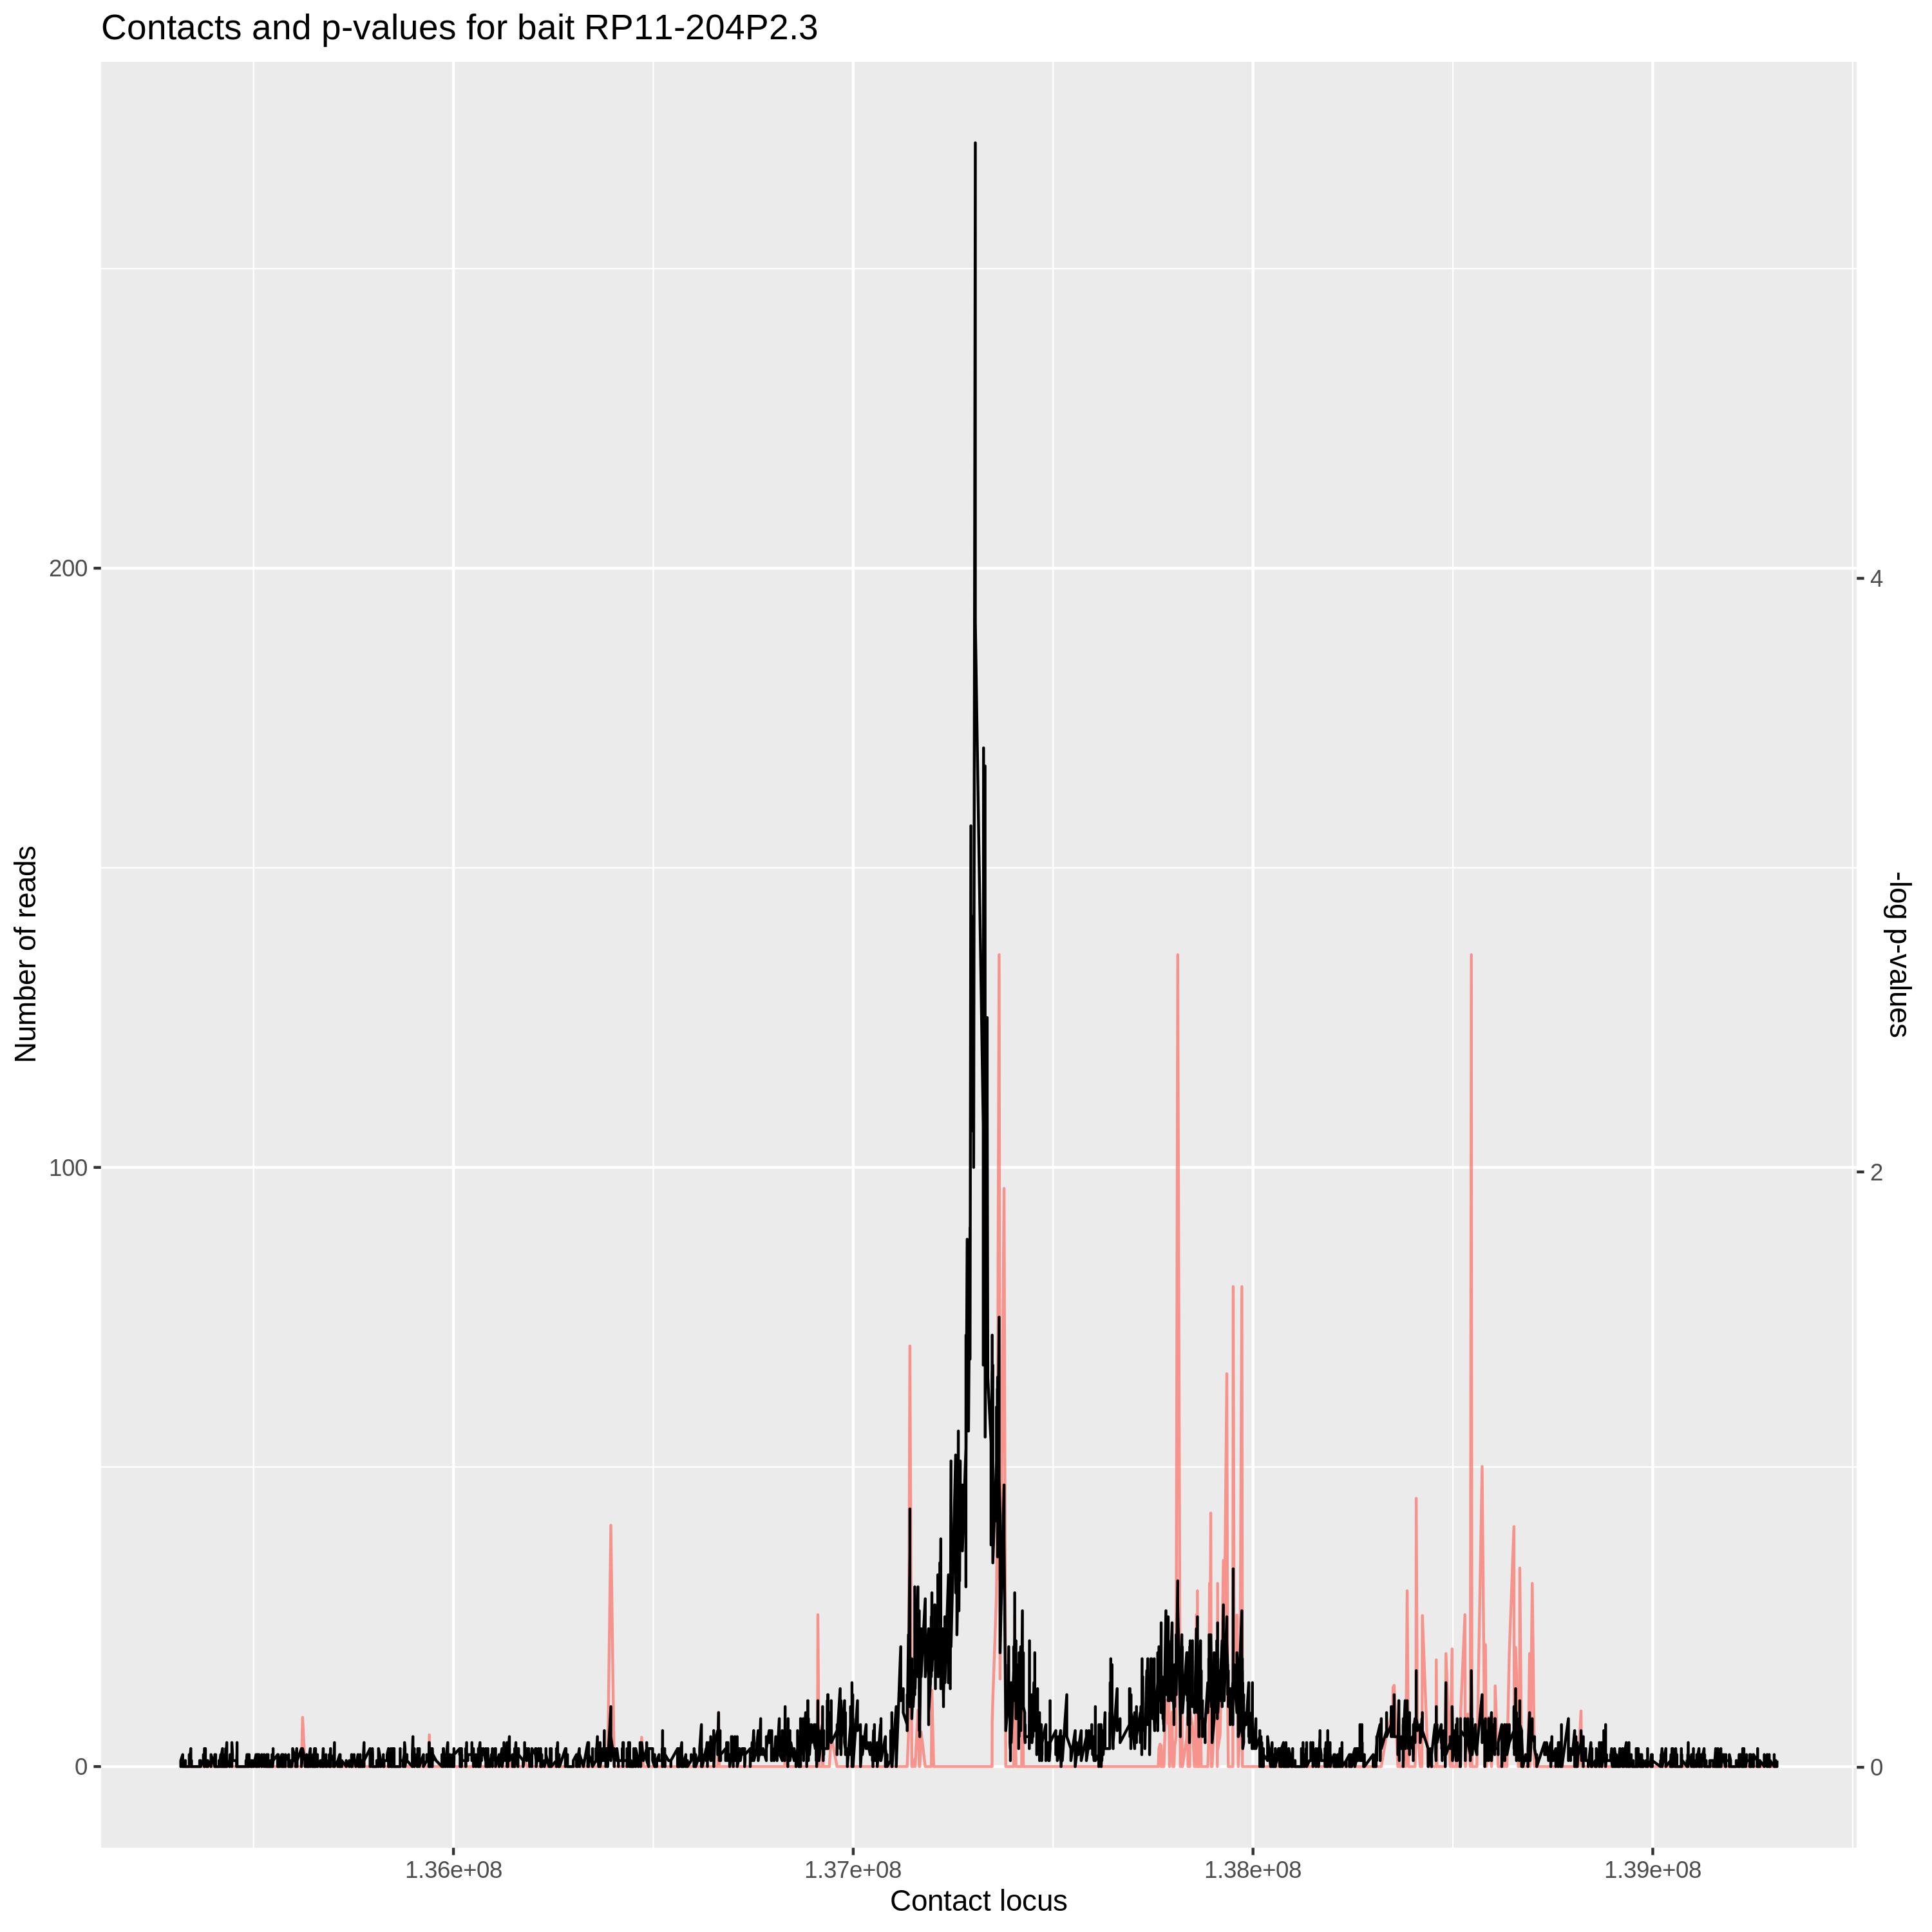 Contacts and p-values for bait RP11-204P2.3
Number of reads
200
100
0
4
2
0
-log p-values
1.36e+08
1.37e+08
1.38e+08
1.39e+08
Contact locus